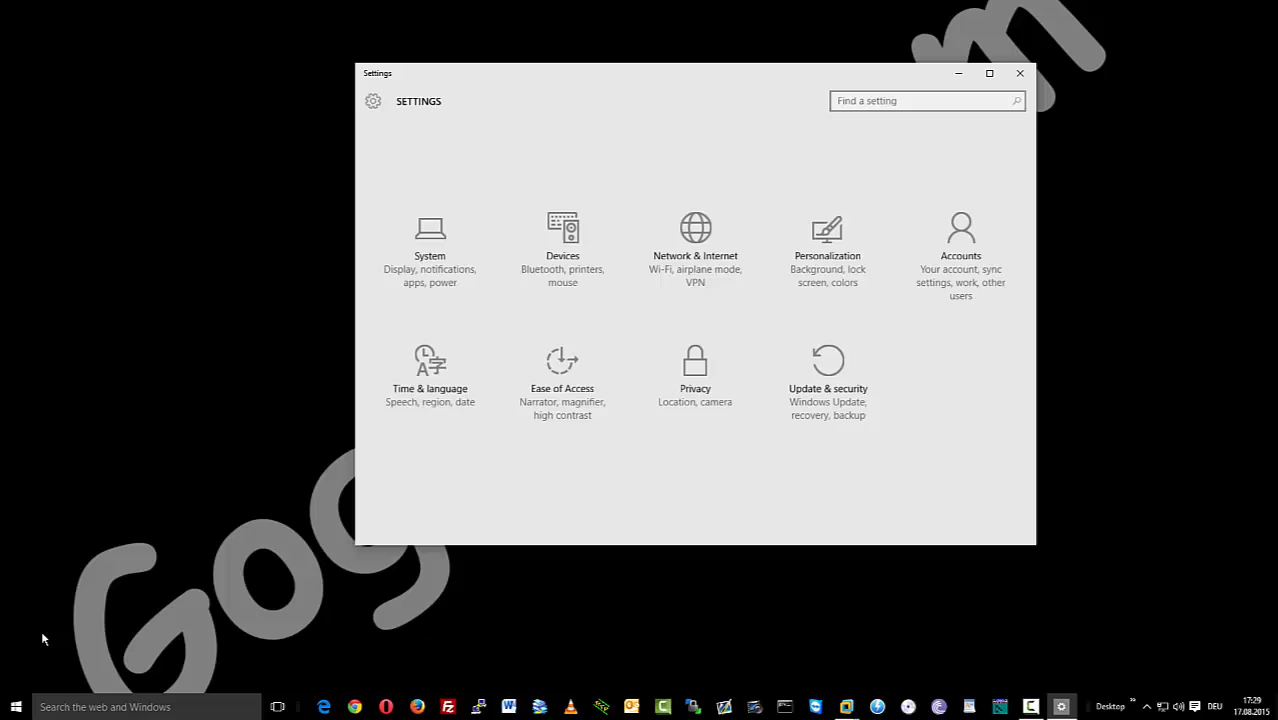 Settings
SETTINGS
Find a setting
System
Display, notifications,
apps, power
Devices
Bluetooth, printers,
mouse
Network & Internet
Wi-Fi, airplane mode,
VPN
Personalization
Background, lock
screen, colors
Accounts
Your account, sync
settings, work, other
users
Time & language
Speech, region, date
Ease of Access
Narrator, magnifier,
high contrast
Privacy
Location, camera
Update & security
Windows Update,
recovery, backup
Search the web and Windows
Desktop
DEU
17:29
17.08.2015